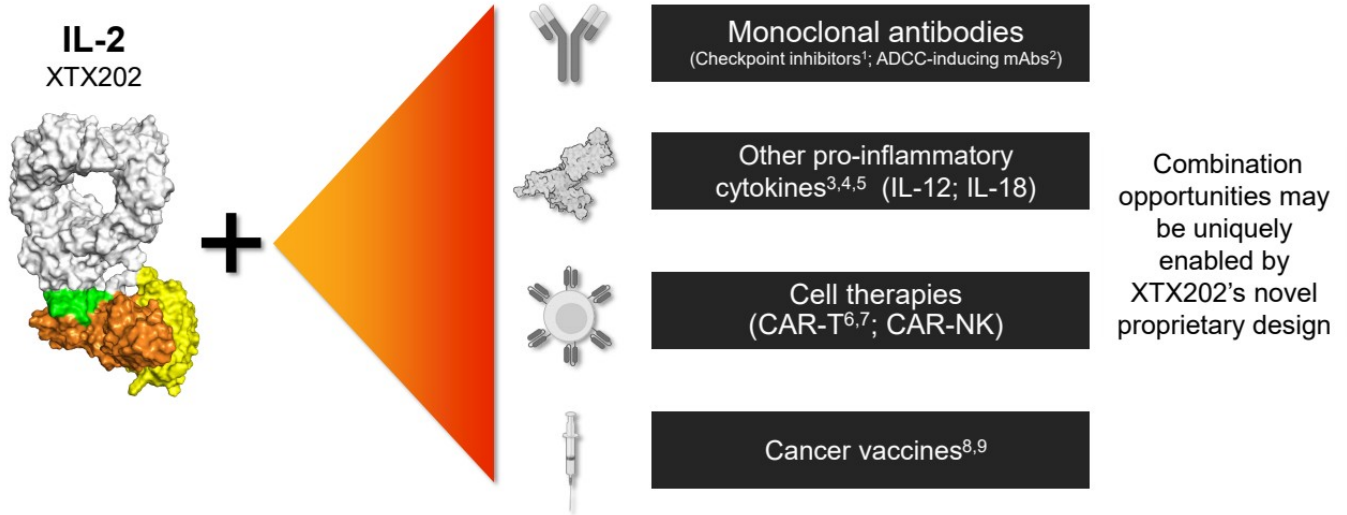 IL-2
XTX202
+
Monoclonal antibodies
(Checkpoint inhibitors¹; ADCC-inducing mAbs²)
Other pro-inflammatory
cytokines³,⁴,⁵ (IL-12; IL-18)
Cell therapies
(CAR-T⁶,⁷; CAR-NK)
Cancer vaccines⁸,⁹
Combination
opportunities may
be uniquely
enabled by
XTX202’s novel
proprietary design